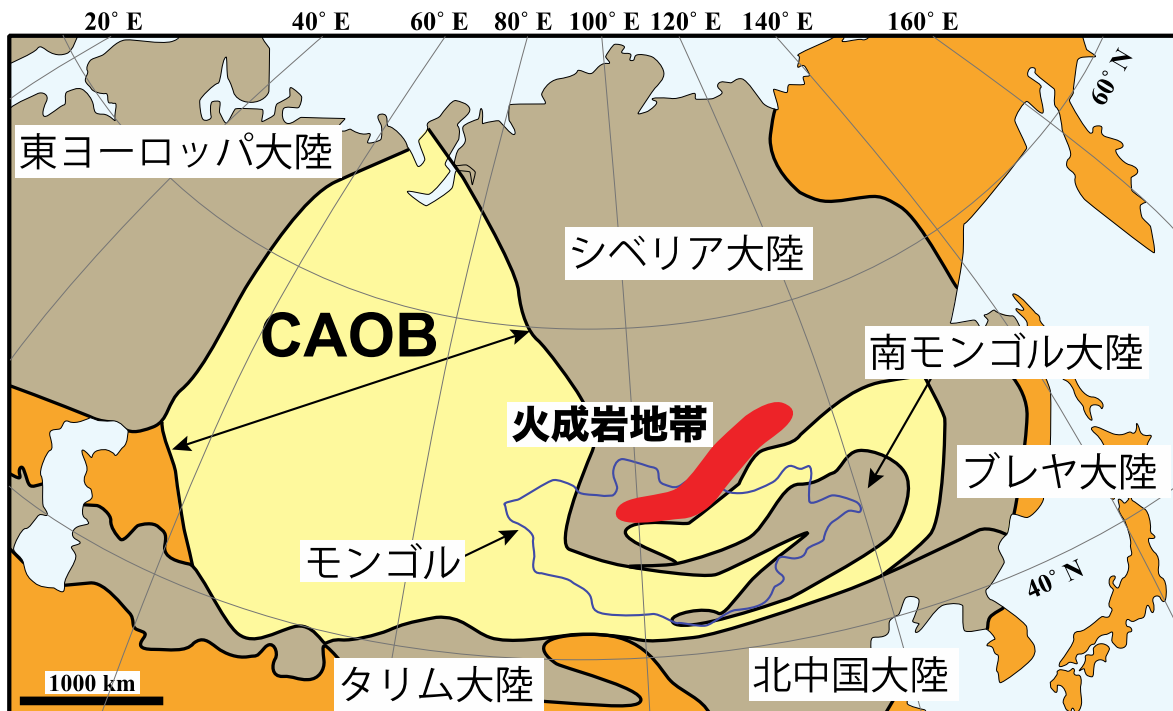 20° E
40° E
60° E
80° E
100° E
120° E
140° E
160° E
60° N
東ヨーロッパ大陸
シベリア大陸
CAOB
南モンゴル大陸
火成岩地帯
ブレヤ大陸
モンゴル
40° N
北中国大陸
タリム大陸
1000 km